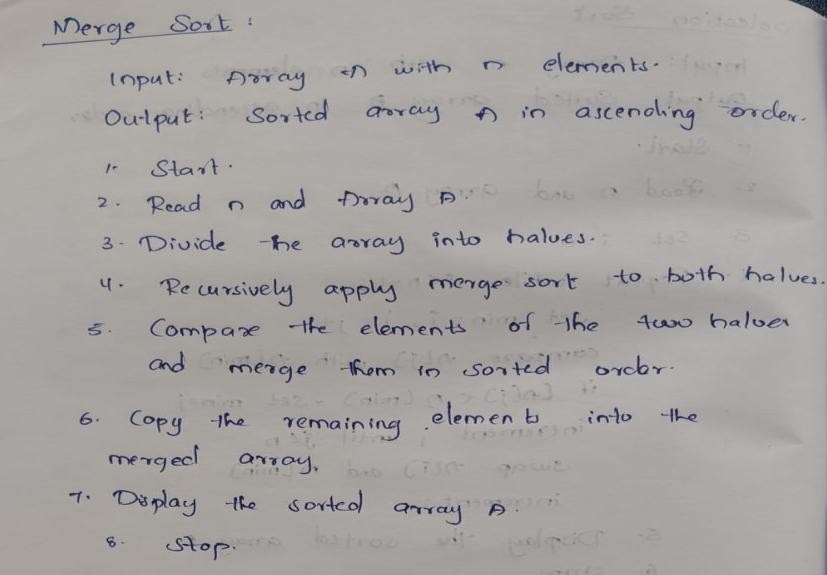 Merge Sort :
Input: Array A with n elements.
Output: Sorted array A in ascending order.
1. Start.
2. Read n and Array A.
3. Divide the array into halves.
4. Recursively apply merge sort to both halves.
5. Compare the elements of the two halves
and merge them in sorted order.
6. Copy the remaining elements into the
merged array.
7. Display the sorted array A.
8. Stop.